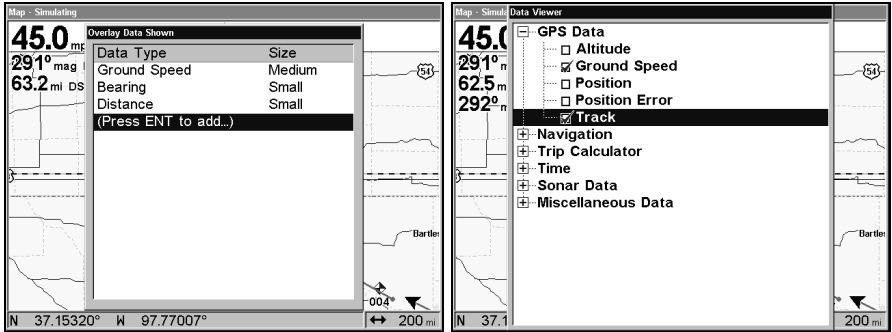 Map - Simulating
45.0 mp
291° mag
63.2 mi DS
Overlay Data Shown
Data Type Size
Ground Speed Medium
Bearing Small
Distance Small
(Press ENT to add...)
54
004
N 37.15320° W 97.77007°
↔ 200 mi
Map - Simula
45.0
291° m
62.5
292° m
Data Viewer
GPS Data
Altitude
Ground Speed
Position
Position Error
Track
Navigation
Trip Calculator
Time
Sonar Data
Miscellaneous Data
54
Bartles
N 37.1
200 mi